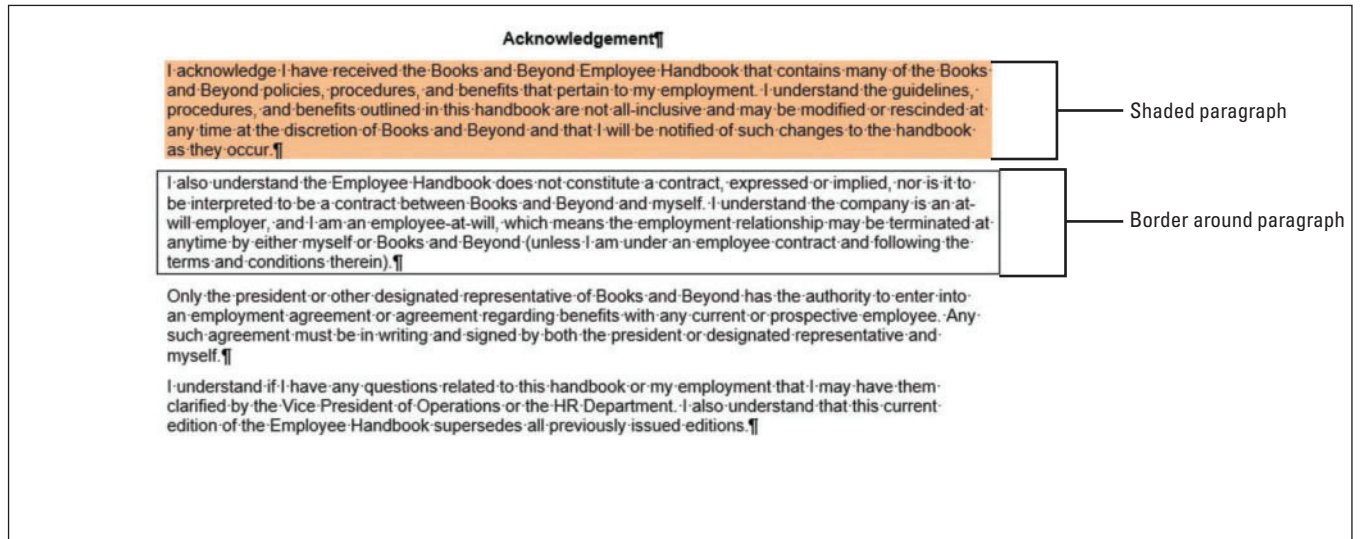 Acknowledgement¶
I·acknowledge·I·have·received·the·Books·and·Beyond·Employee·Handbook·that·contains·many·of·the·Books·
and·Beyond·policies,·procedures,·and·benefits·that·pertain·to·my·employment.·I·understand·the·guidelines,·
procedures,·and·benefits·outlined·in·this·handbook·are·not·all-inclusive·and·may·be·modified·or·rescinded·at·
any·time·at·the·discretion·of·Books·and·Beyond·and·that·I·will·be·notified·of·such·changes·to·the·handbook·
as·they·occur.¶
Shaded paragraph
I·also·understand·the·Employee·Handbook·does·not·constitute·a·contract,·expressed·or·implied,·nor·is·it·to·
be·interpreted·to·be·a·contract·between·Books·and·Beyond·and·myself.·I·understand·the·company·is·an·at-
will·employer,·and·I·am·an·employee-at-will,·which·means·the·employment·relationship·may·be·terminated·at·
anytime·by·either·myself·or·Books·and·Beyond·(unless·I·am·under·an·employee·contract·and·following·the·
terms·and·conditions·therein).¶
Border around paragraph
Only·the·president·or·other·designated·representative·of·Books·and·Beyond·has·the·authority·to·enter·into·
an·employment·agreement·or·agreement·regarding·benefits·with·any·current·or·prospective·employee.·Any·
such·agreement·must·be·in·writing·and·signed·by·both·the·president·or·designated·representative·and·
myself.¶
I·understand·if·I·have·any·questions·related·to·this·handbook·or·my·employment·that·I·may·have·them·
clarified·by·the·Vice·President·of·Operations·or·the·HR·Department.·I·also·understand·that·this·current·
edition·of·the·Employee·Handbook·supersedes·all·previously·issued·editions.¶